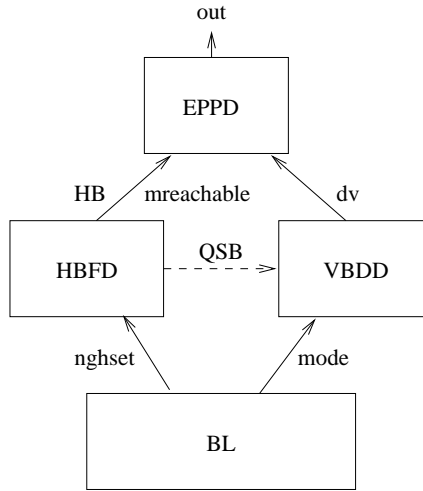 out
EPPD
HB mreachable dv
QSB
HBFD VBDD
nghset mode
BL